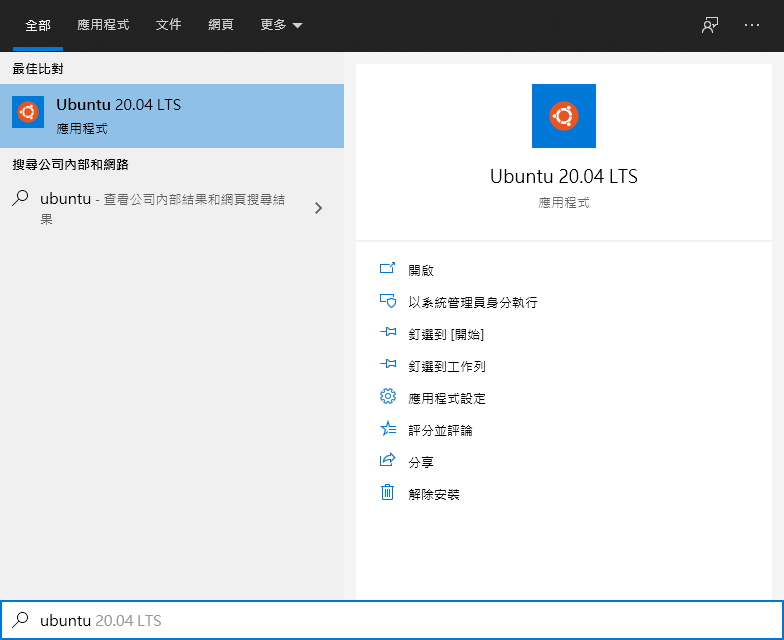 全部 應用程式 文件 網頁 更多
最佳比對
Ubuntu 20.04 LTS
應用程式
搜尋公司內部和網路
ubuntu - 查看公司內部結果和網頁搜尋結
果
Ubuntu 20.04 LTS
應用程式
開啟
以系統管理員身分執行
釘選到 [開始]
釘選到工作列
應用程式設定
評分並評論
分享
解除安裝
ubuntu 20.04 LTS